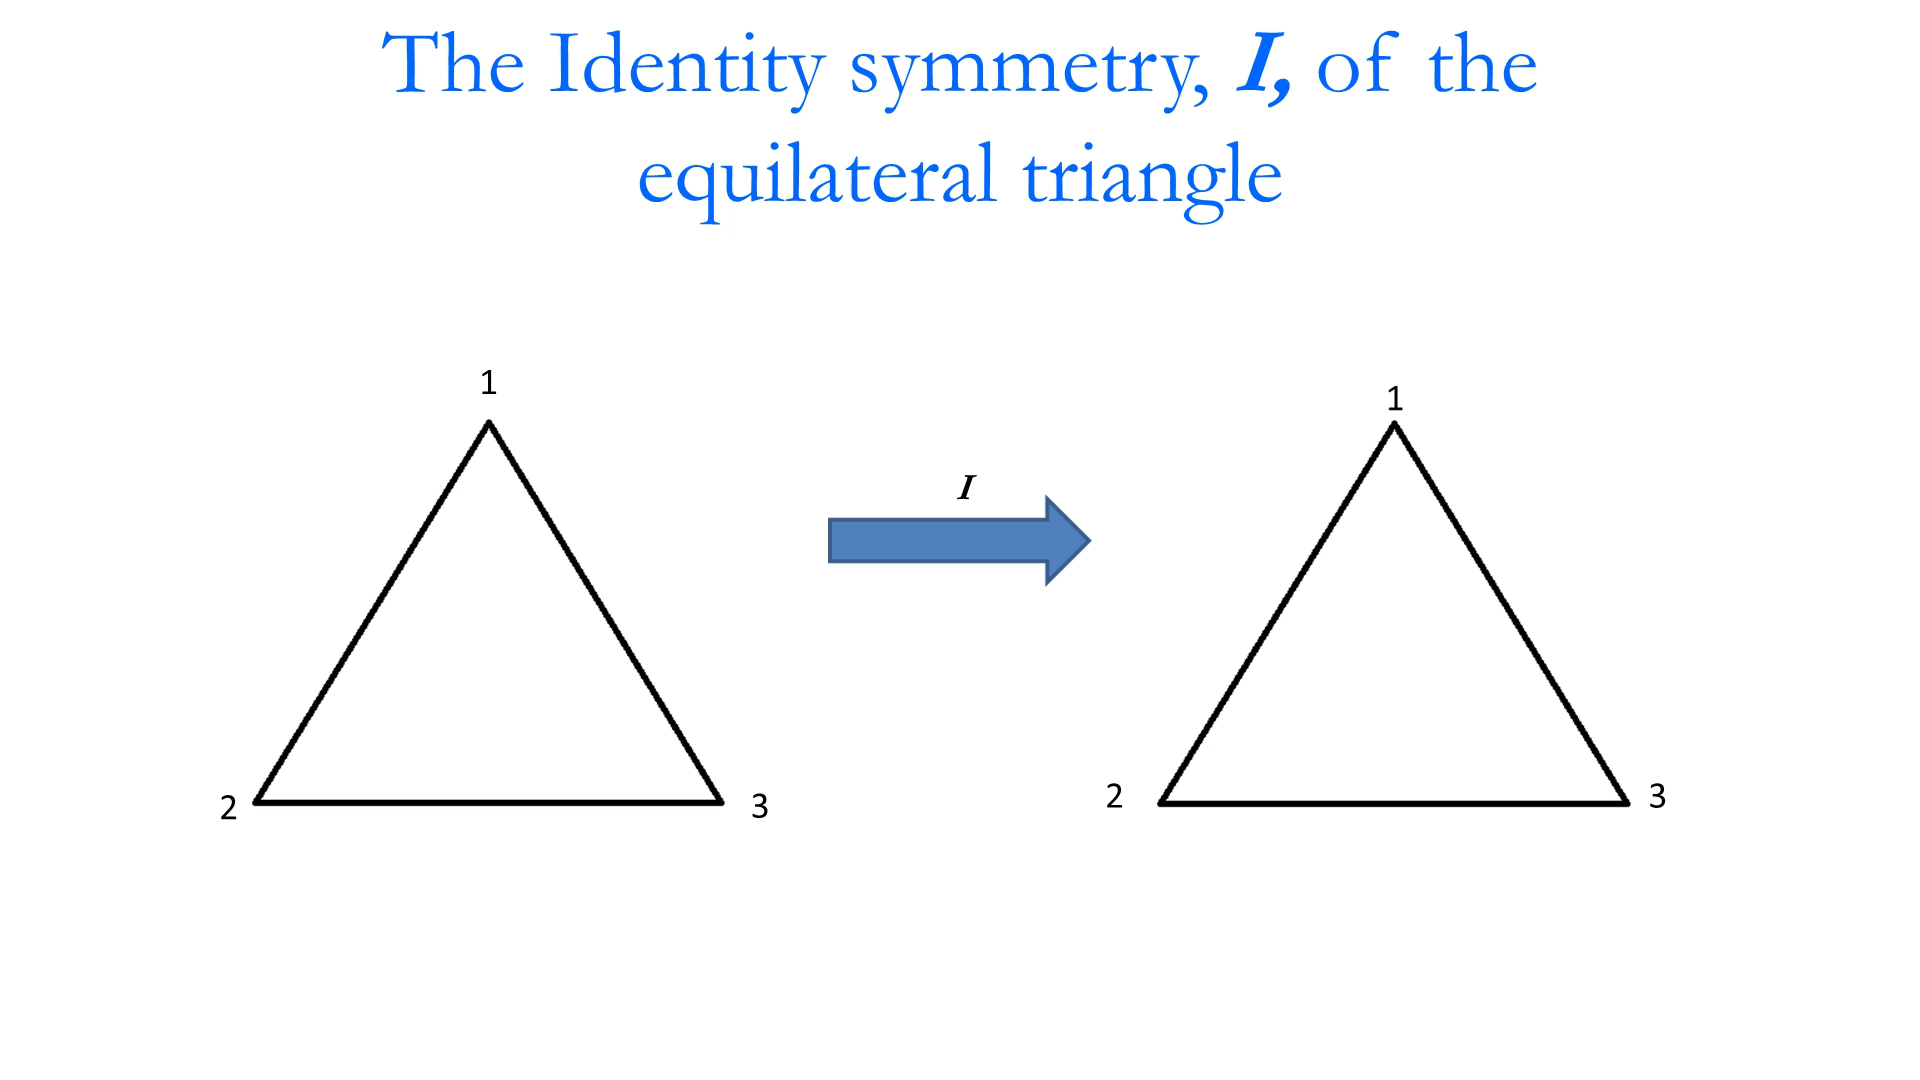 The Identity symmetry, I, of the
equilateral triangle
1
1
I
2
3
2
3